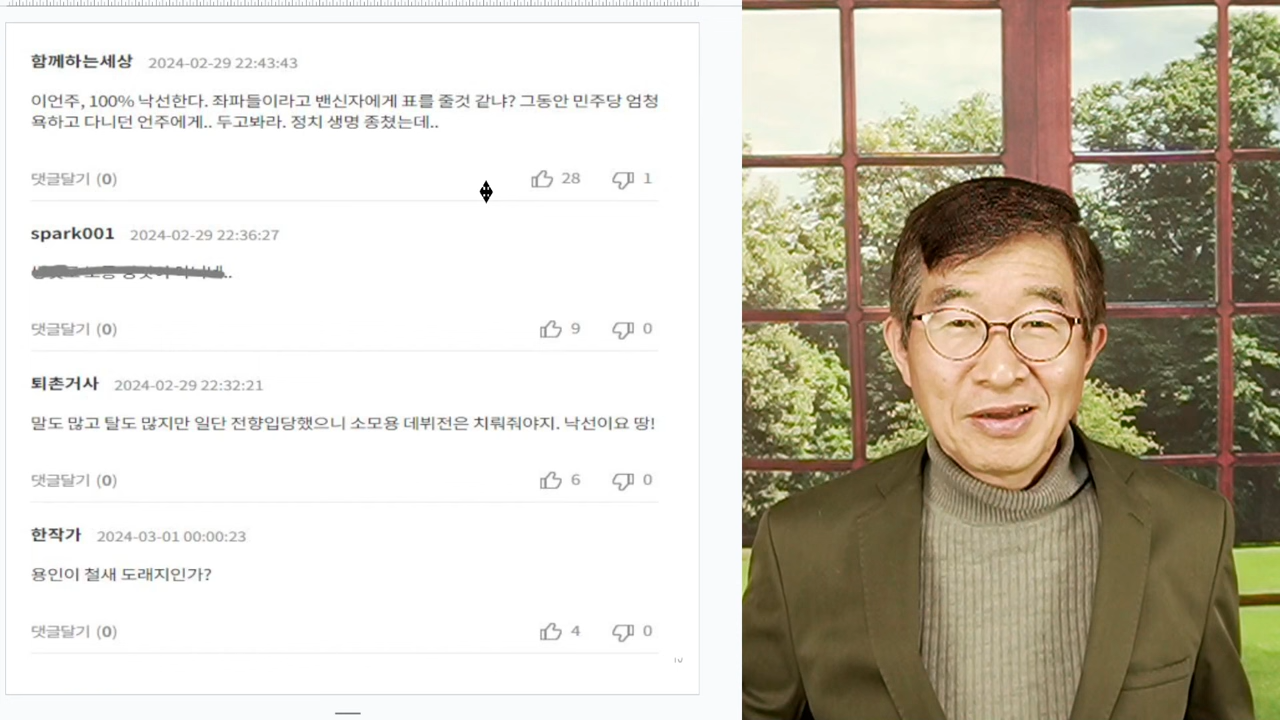 함께하는세상 2024-02-29 22:43:43
이언주, 100% 낙선한다. 좌파들이라고 밴신자에게 표를 줄것 같냐? 그동안 민주당 엄청
욕하고 다니던 언주에게.. 두고봐라. 정치 생명 종쳤는데..
댓글달기 (0) 28 1
spark001 2024-02-29 22:36:27
댓글달기 (0) 9 0
퇴촌거사 2024-02-29 22:32:21
말도 많고 탈도 많지만 일단 전향입당했으니 소모용 데뷔전은 치뤄줘야지. 낙선이요 땅!
댓글달기 (0) 6 0
한작가 2024-03-01 00:00:23
용인이 철새 도래지인가?
댓글달기 (0) 4 0